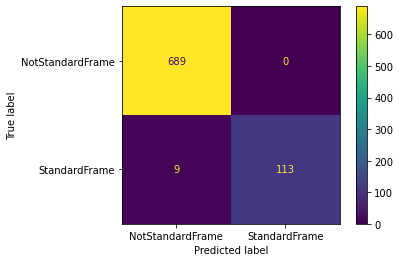 NotStandardFrame
StandardFrame
True label
689
0
9
113
NotStandardFrame
StandardFrame
Predicted label
600
500
400
300
200
100
0